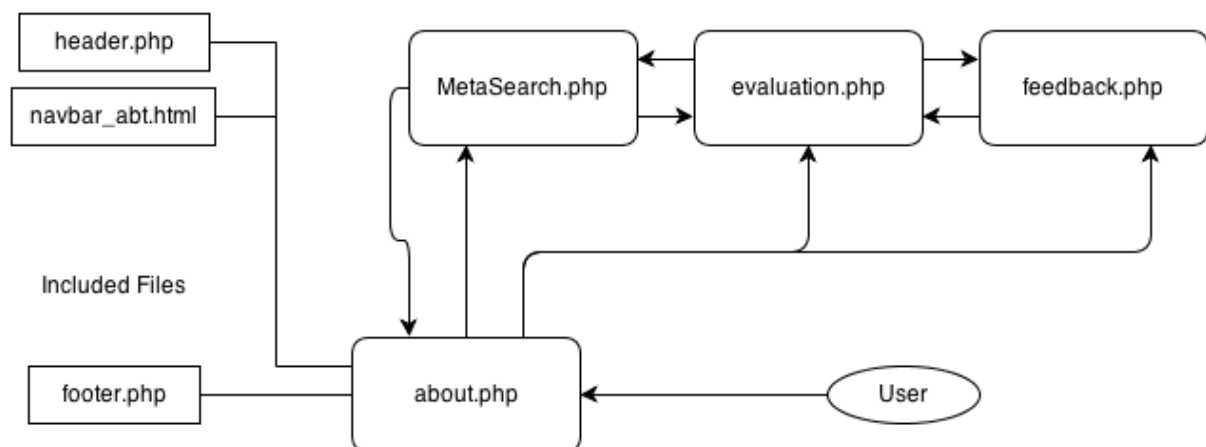 header.php
navbar_abt.html
MetaSearch.php
evaluation.php
feedback.php
Included Files
footer.php
about.php
User